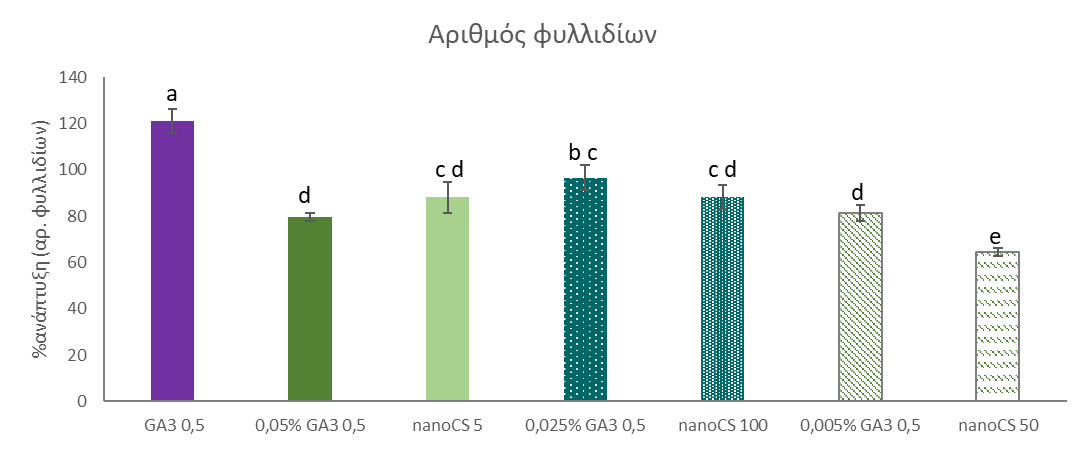 Αριθμός φυλλιδίων
%ανάπτυξη (αρ. φυλλιδίων)
140
120
100
80
60
40
20
0
a
d
c d
b c
c d
d
e
GA3 0,5
0,05% GA3 0,5
nanoCS 5
0,025% GA3 0,5
nanoCS 100
0,005% GA3 0,5
nanoCS 50